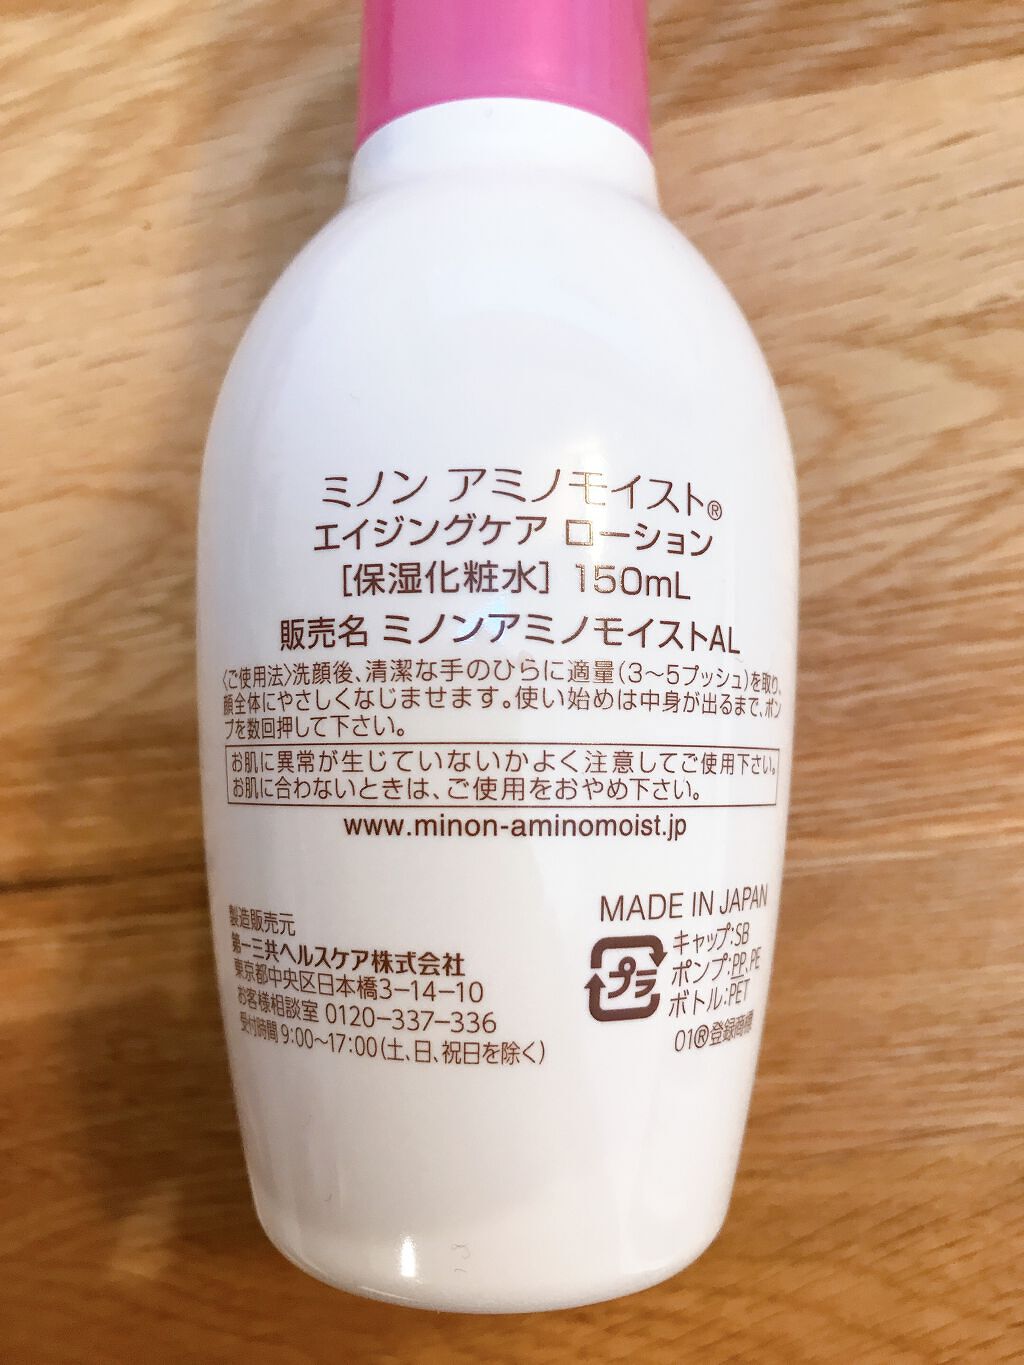 ミノン アミノモイスト®
エイジングケア ローション
[保湿化粧水] 150mL
販売名 ミノンアミノモイストAL
〈ご使用法〉洗顔後、清潔な手のひらに適量(3〜5プッシュ)を取り、
顔全体にやさしくなじませます。使い始めは中身が出るまで、ポン
プを数回押して下さい。
お肌に異常が生じていないかよく注意してご使用下さい。
お肌に合わないときは、ご使用をおやめ下さい。
www.minon-aminomoist.jp
製造販売元
第一三共ヘルスケア株式会社
東京都中央区日本橋3-14-10
お客様相談室 0120-337-336
受付時間 9:00〜17:00(土、日、祝日を除く)
MADE IN JAPAN
プラ
キャップ:SB
ポンプ:PP,PE
ボトル:PET
01®登録商標